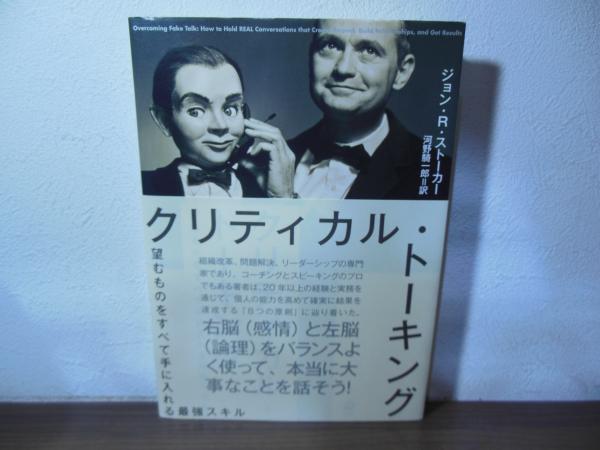 Overcoming Fake Talk: How to Hold REAL Conversations that Create Respect, Build Relationships, and Get Results
ジョン・R・ストーカー
河野騎一郎=訳
クリティカル・トーキング
望むものをすべて手に入れる最強スキル
組織改革、問題解決、リーダーシップの専門
家であり、コーチングとスピーキングのプロ
でもある著者は、20年以上の経験と実務を
通じて、個人の能力を高めて確実に結果を
達成する「8つの原則」に辿り着いた。
右脳(感情)と左脳
(論理)をバランスよ
く使って、本当に大
事なことを話そう!